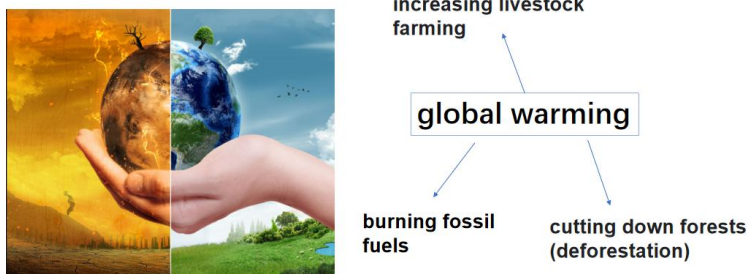 increasing livestock
farming
global warming
burning fossil
fuels
cutting down forests
(deforestation)